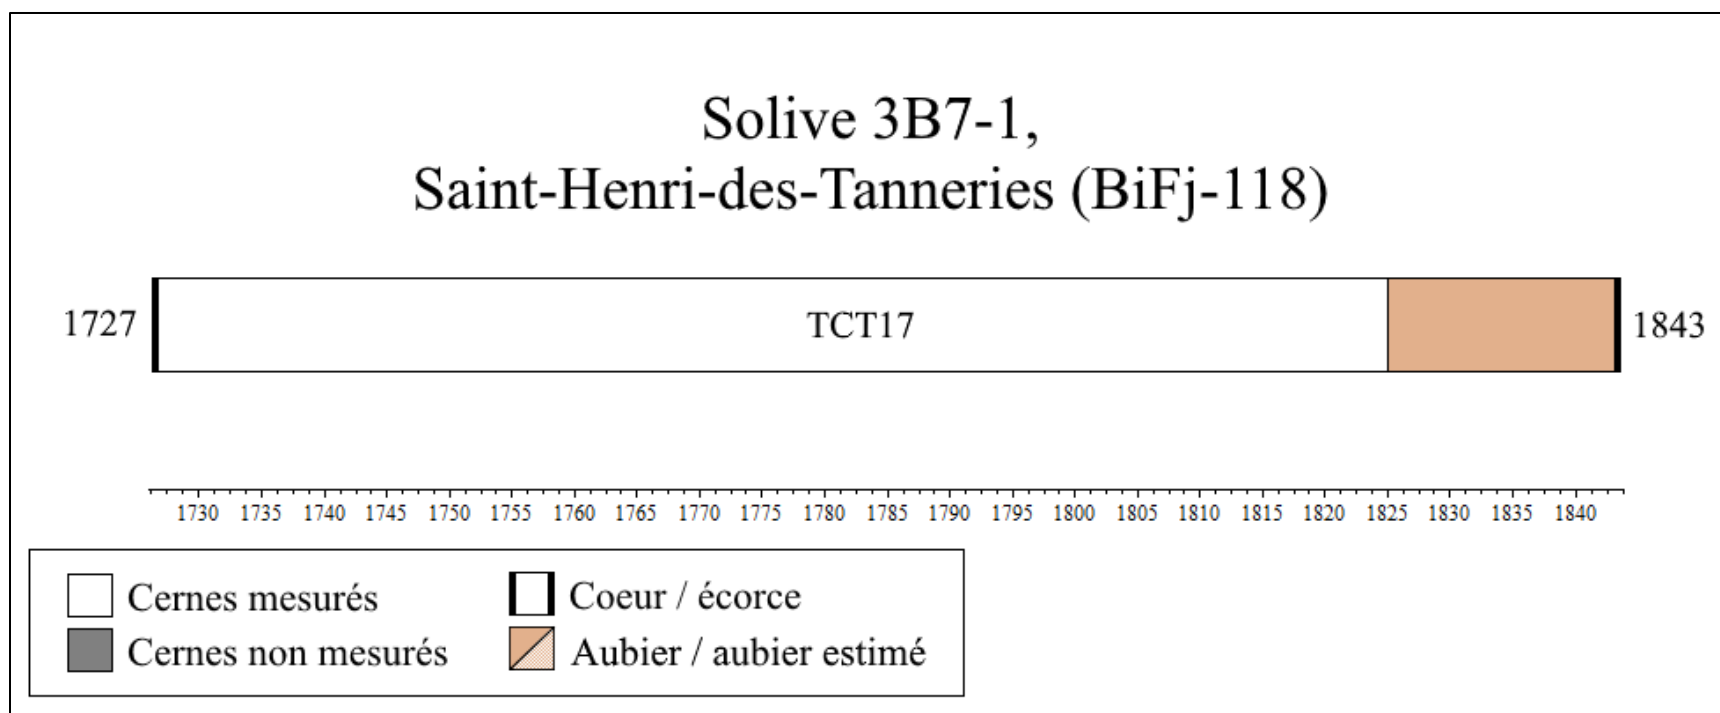 Solive 3B7-1,
Saint-Henri-des-Tanneries (BiFj-118)
1727 TCT17 1843
1730 1735 1740 1745 1750 1755 1760 1765 1770 1775 1780 1785 1790 1795 1800 1805 1810 1815 1820 1825 1830 1835 1840
Cernes mesurés
Coeur / écorce
Cernes non mesurés
Aubier / aubier estimé